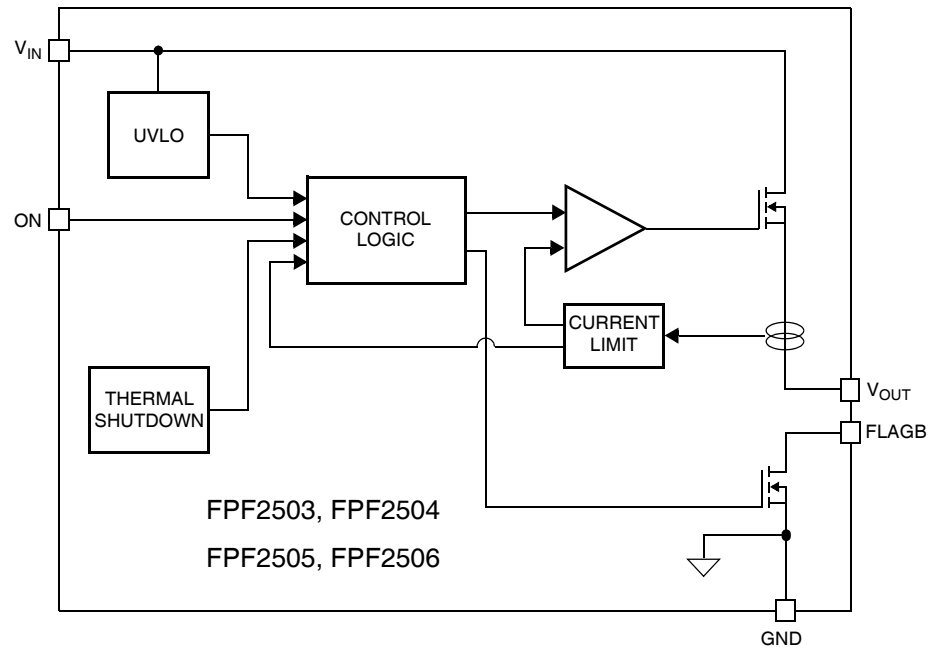 VIN
UVLO
ON
CONTROL
LOGIC
CURRENT
LIMIT
THERMAL
SHUTDOWN
VOUT
FLAGB
FPF2503, FPF2504
FPF2505, FPF2506
GND